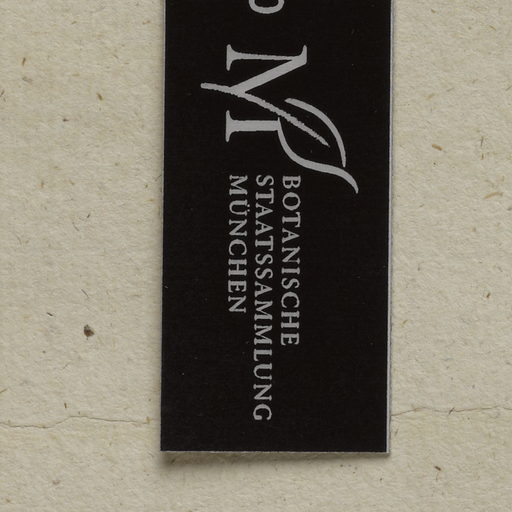 M
BOTANISCHE
STAATSSAMMLUNG
MÜNCHEN